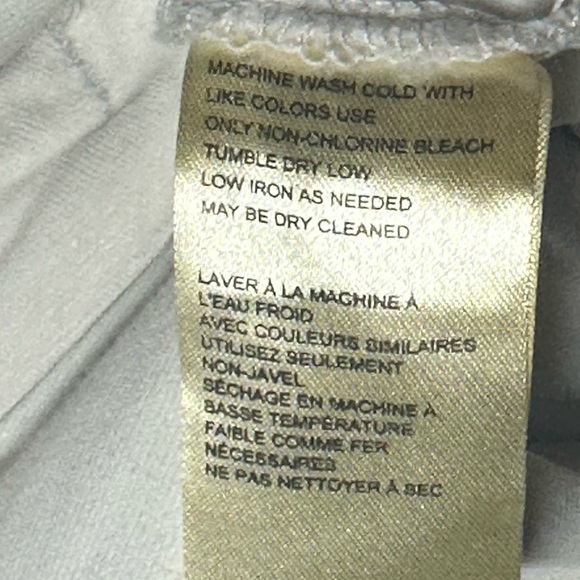 MACHINE WASH COLD WITH
LIKE COLORS USE
ONLY NON-CHLORINE BLEACH
TUMBLE DRY LOW
LOW IRON AS NEEDED
MAY BE DRY CLEANED
LAVER À LA MACHINE À
L'EAU FROID
AVEC COULEURS SIMILAIRES
UTILISEZ SEULEMENT
NON-JAVEL
SÉCHAGE EN MACHINE À
BASSE TEMPÉRATURE
FAIBLE COMME FER
NÉCESSAIRES
NE PAS NETTOYER À SEC